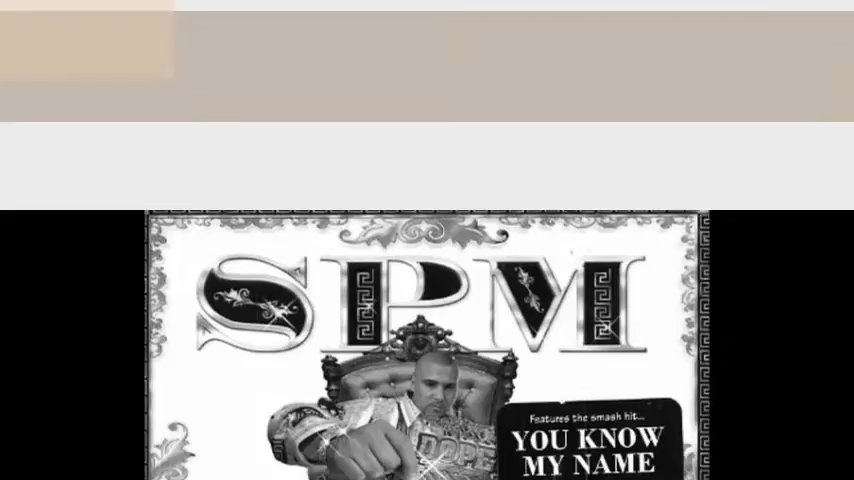 SPM
DOPE
Features the smash hit...
YOU KNOW
MY NAME